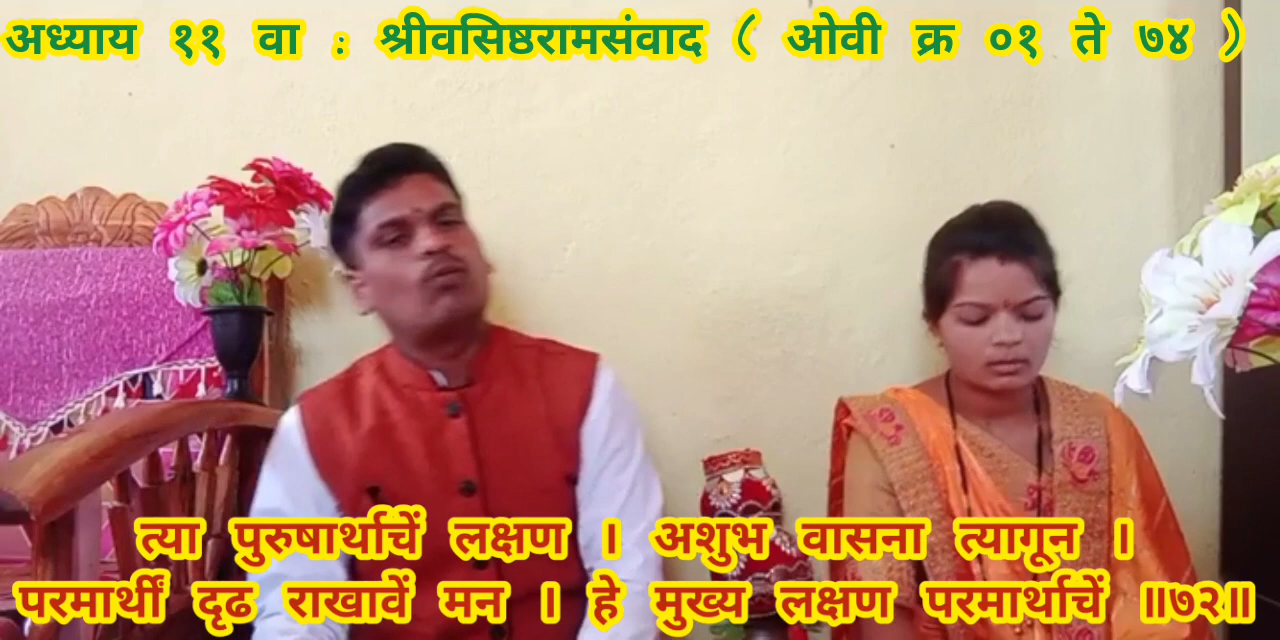 अध्याय ११ वा : श्रीवसिष्ठरामसंवाद ( ओवी क्र ०१ ते ७४ )
त्या पुरुषार्थाचें लक्षण । अशुभ वासना त्यागून ।
परमार्थीं दृढ राखावें मन । हे मुख्य लक्षण परमार्थाचें ॥७२॥